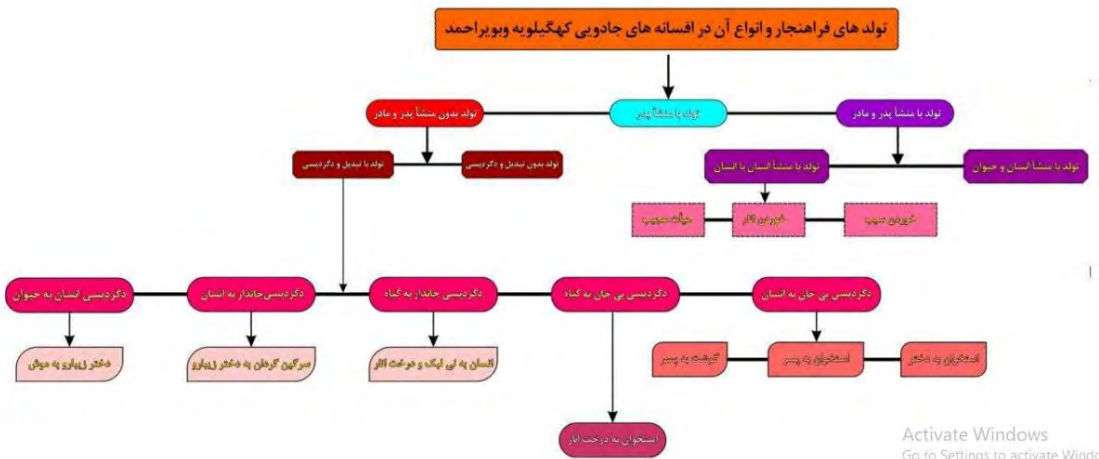 تولد های فراهنجار و انواع آن در افسانه های جادویی کهگیلویه وبویراحمد
تولد با منشأ پدر و مادر
تولد با منشأ پدر
تولد بدون منشأ پدر و مادر
تولد با منشأ انسان و حیوان
تولد با منشأ انسان با انسان
تولد بدون تبدیل و دگردیسی
تولد با تبدیل و دگردیسی
خوردن سیب
خوردن انار
هیأت عجیب
دگردیسی بی جان به انسان
دگردیسی بی جان به گیاه
دگردیسی جاندار به گیاه
دگردیسی جاندار به انسان
دگردیسی انسان به حیوان
استخوان به دختر
استخوان به پسر
گوشت به پسر
انسان به نی لبک و درخت انار
سرگین گردان به دختر زیبارو
دختر زیبارو به موش
استخوان به درخت انار
Activate Windows
Go to Settings to activate Windo